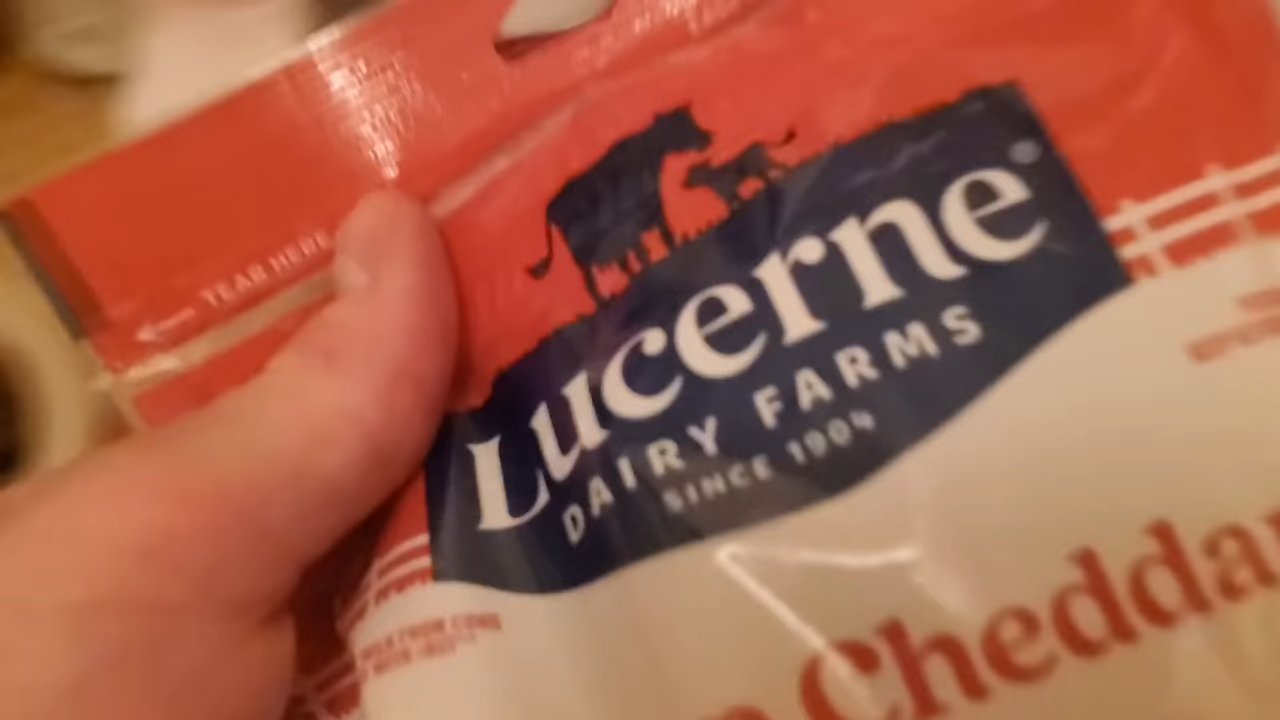 TEAR HERE
Lucerne®
DAIRY FARMS
SINCE 1904
Cheddar